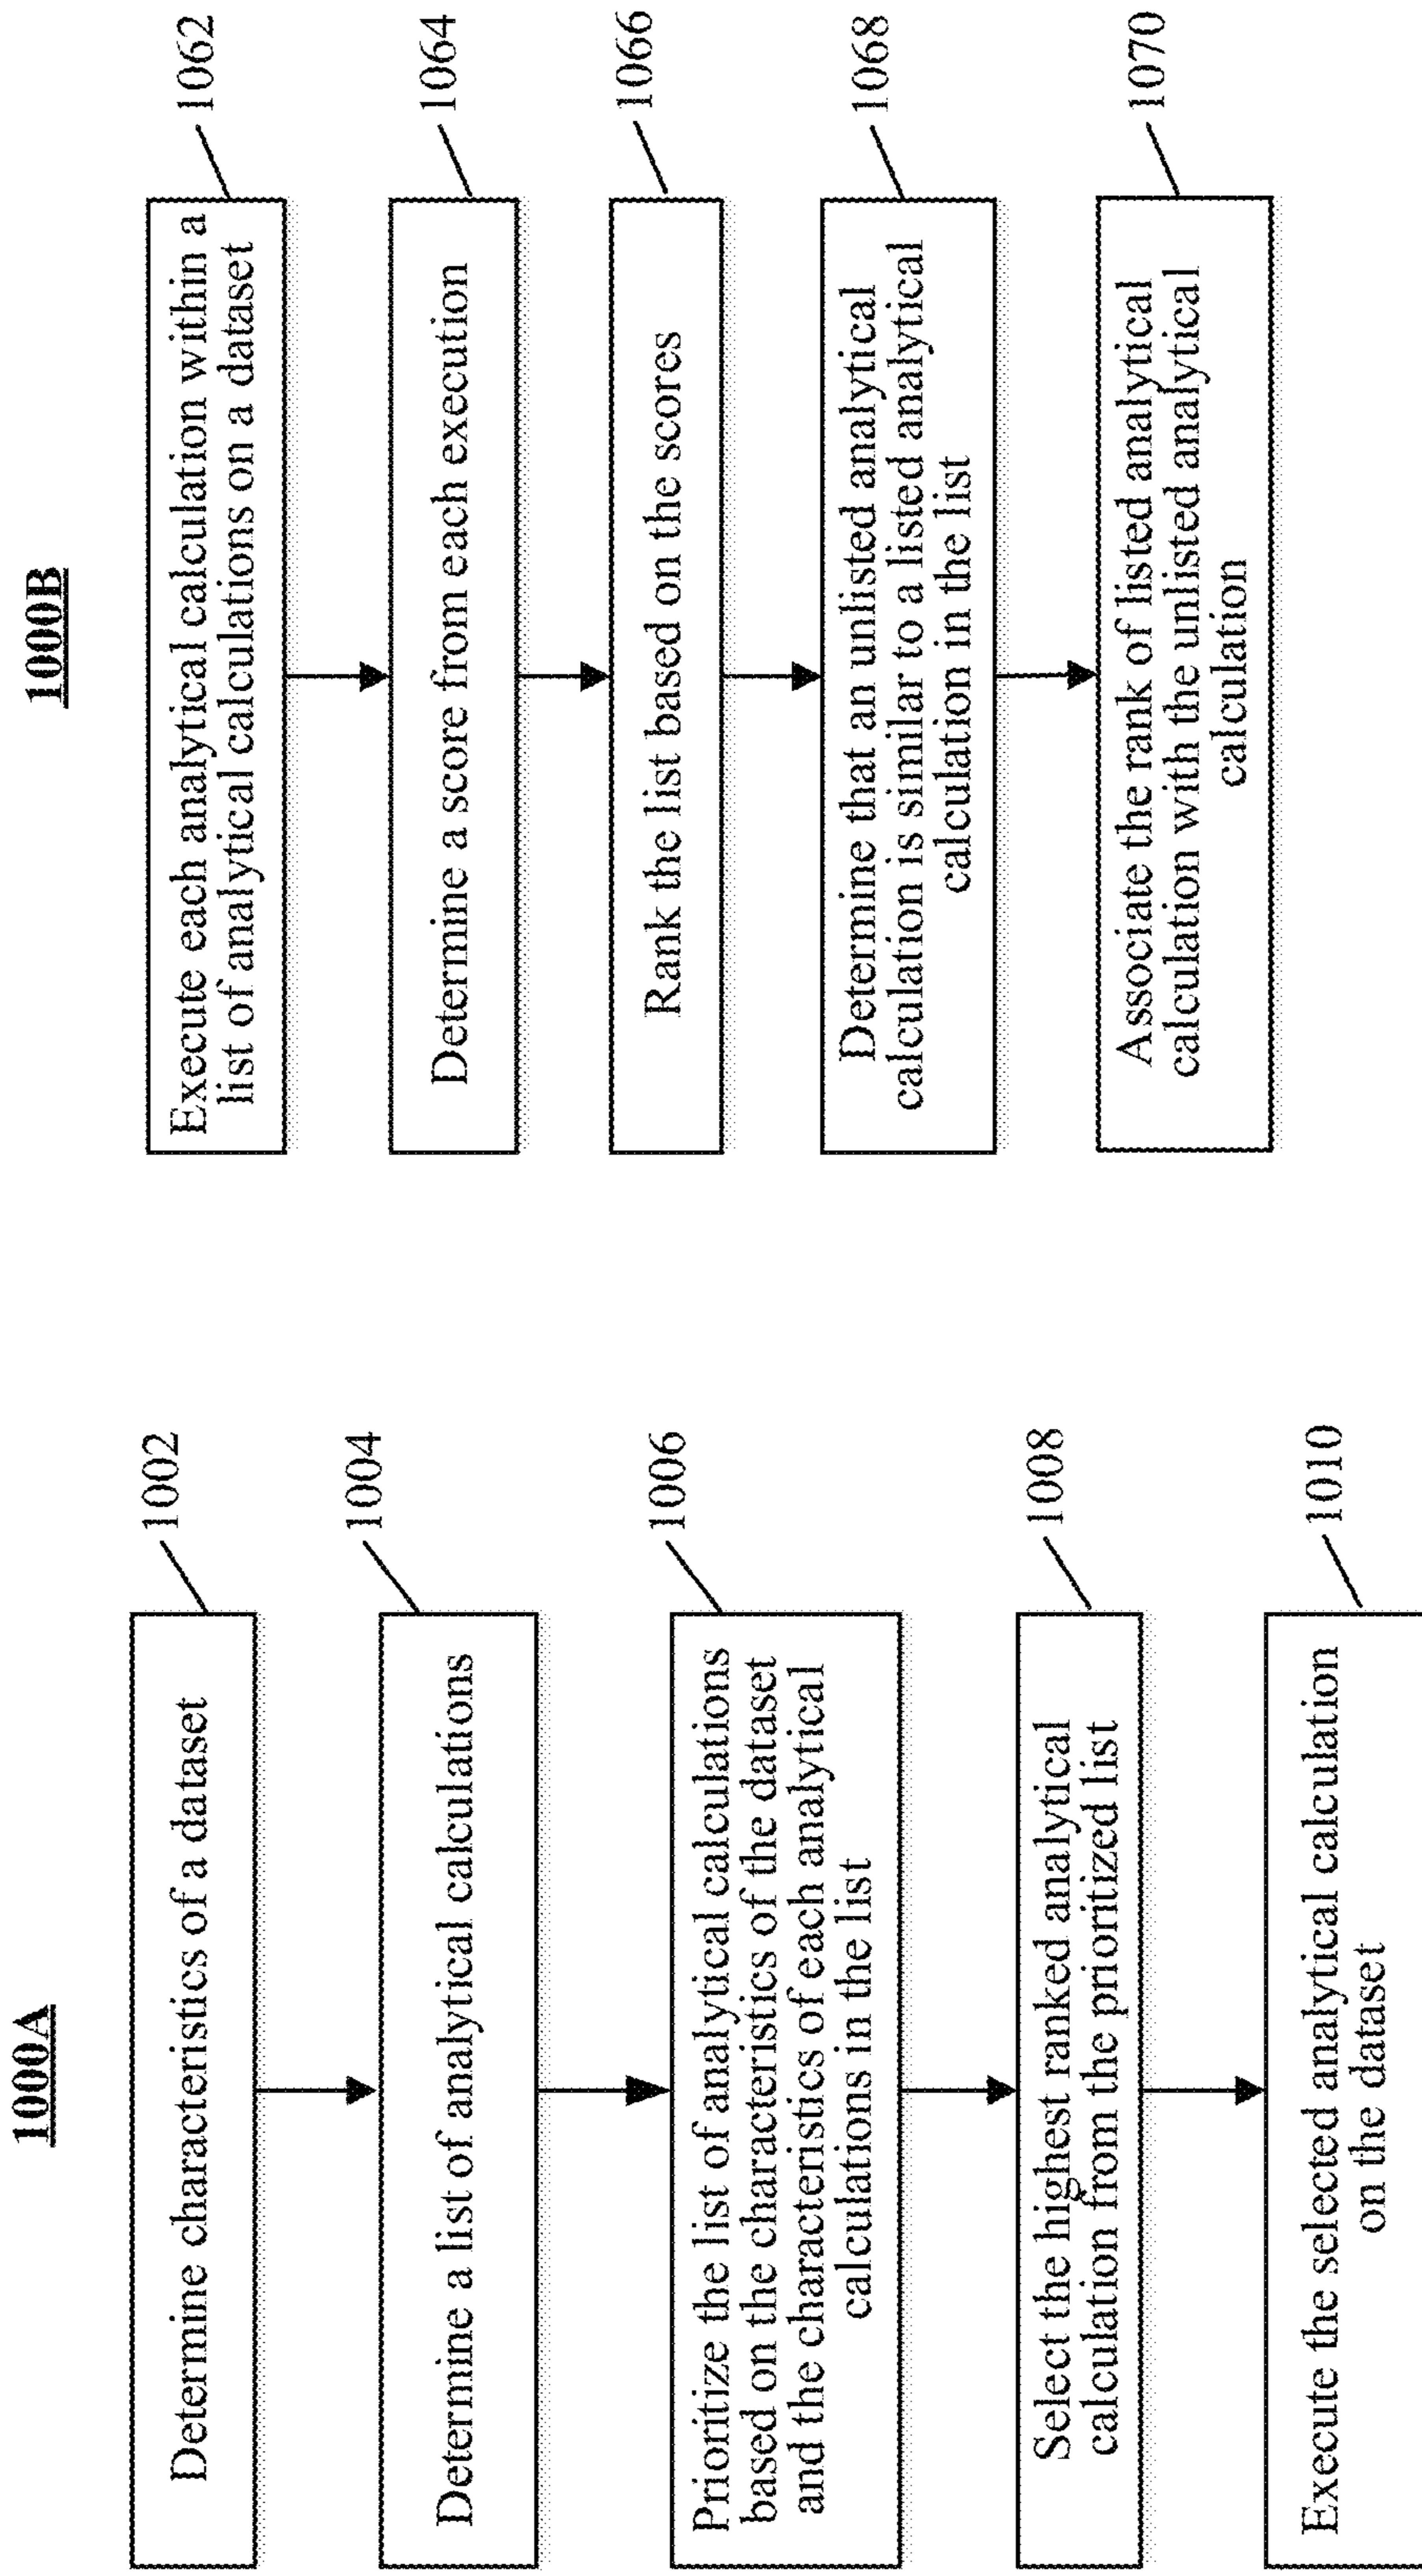 1000A
Determine characteristics of a dataset
1002
Determine a list of analytical calculations
1004
Prioritize the list of analytical calculations
based on the characteristics of the dataset
and the characteristics of each analytical
calculations in the list
1006
Select the highest ranked analytical
calculation from the prioritized list
1008
Execute the selected analytical calculation
on the dataset
1010
1000B
Execute each analytical calculation within a
list of analytical calculations on a dataset
1062
Determine a score from each execution
1064
Rank the list based on the scores
1066
Determine that an unlisted analytical
calculation is similar to a listed analytical
calculation in the list
1068
Associate the rank of listed analytical
calculation with the unlisted analytical
calculation
1070